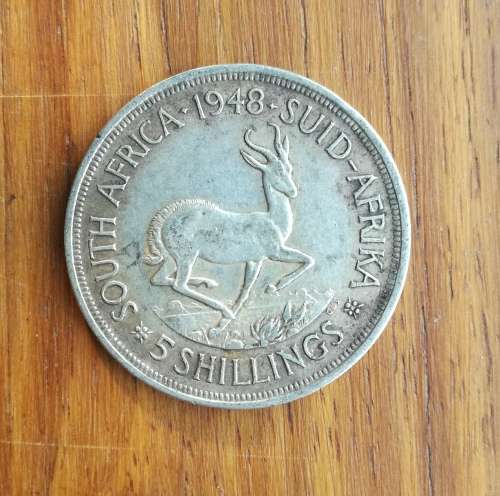 SOUTH AFRICA · 1948 · SUID-AFRIKA
5 SHILLINGS